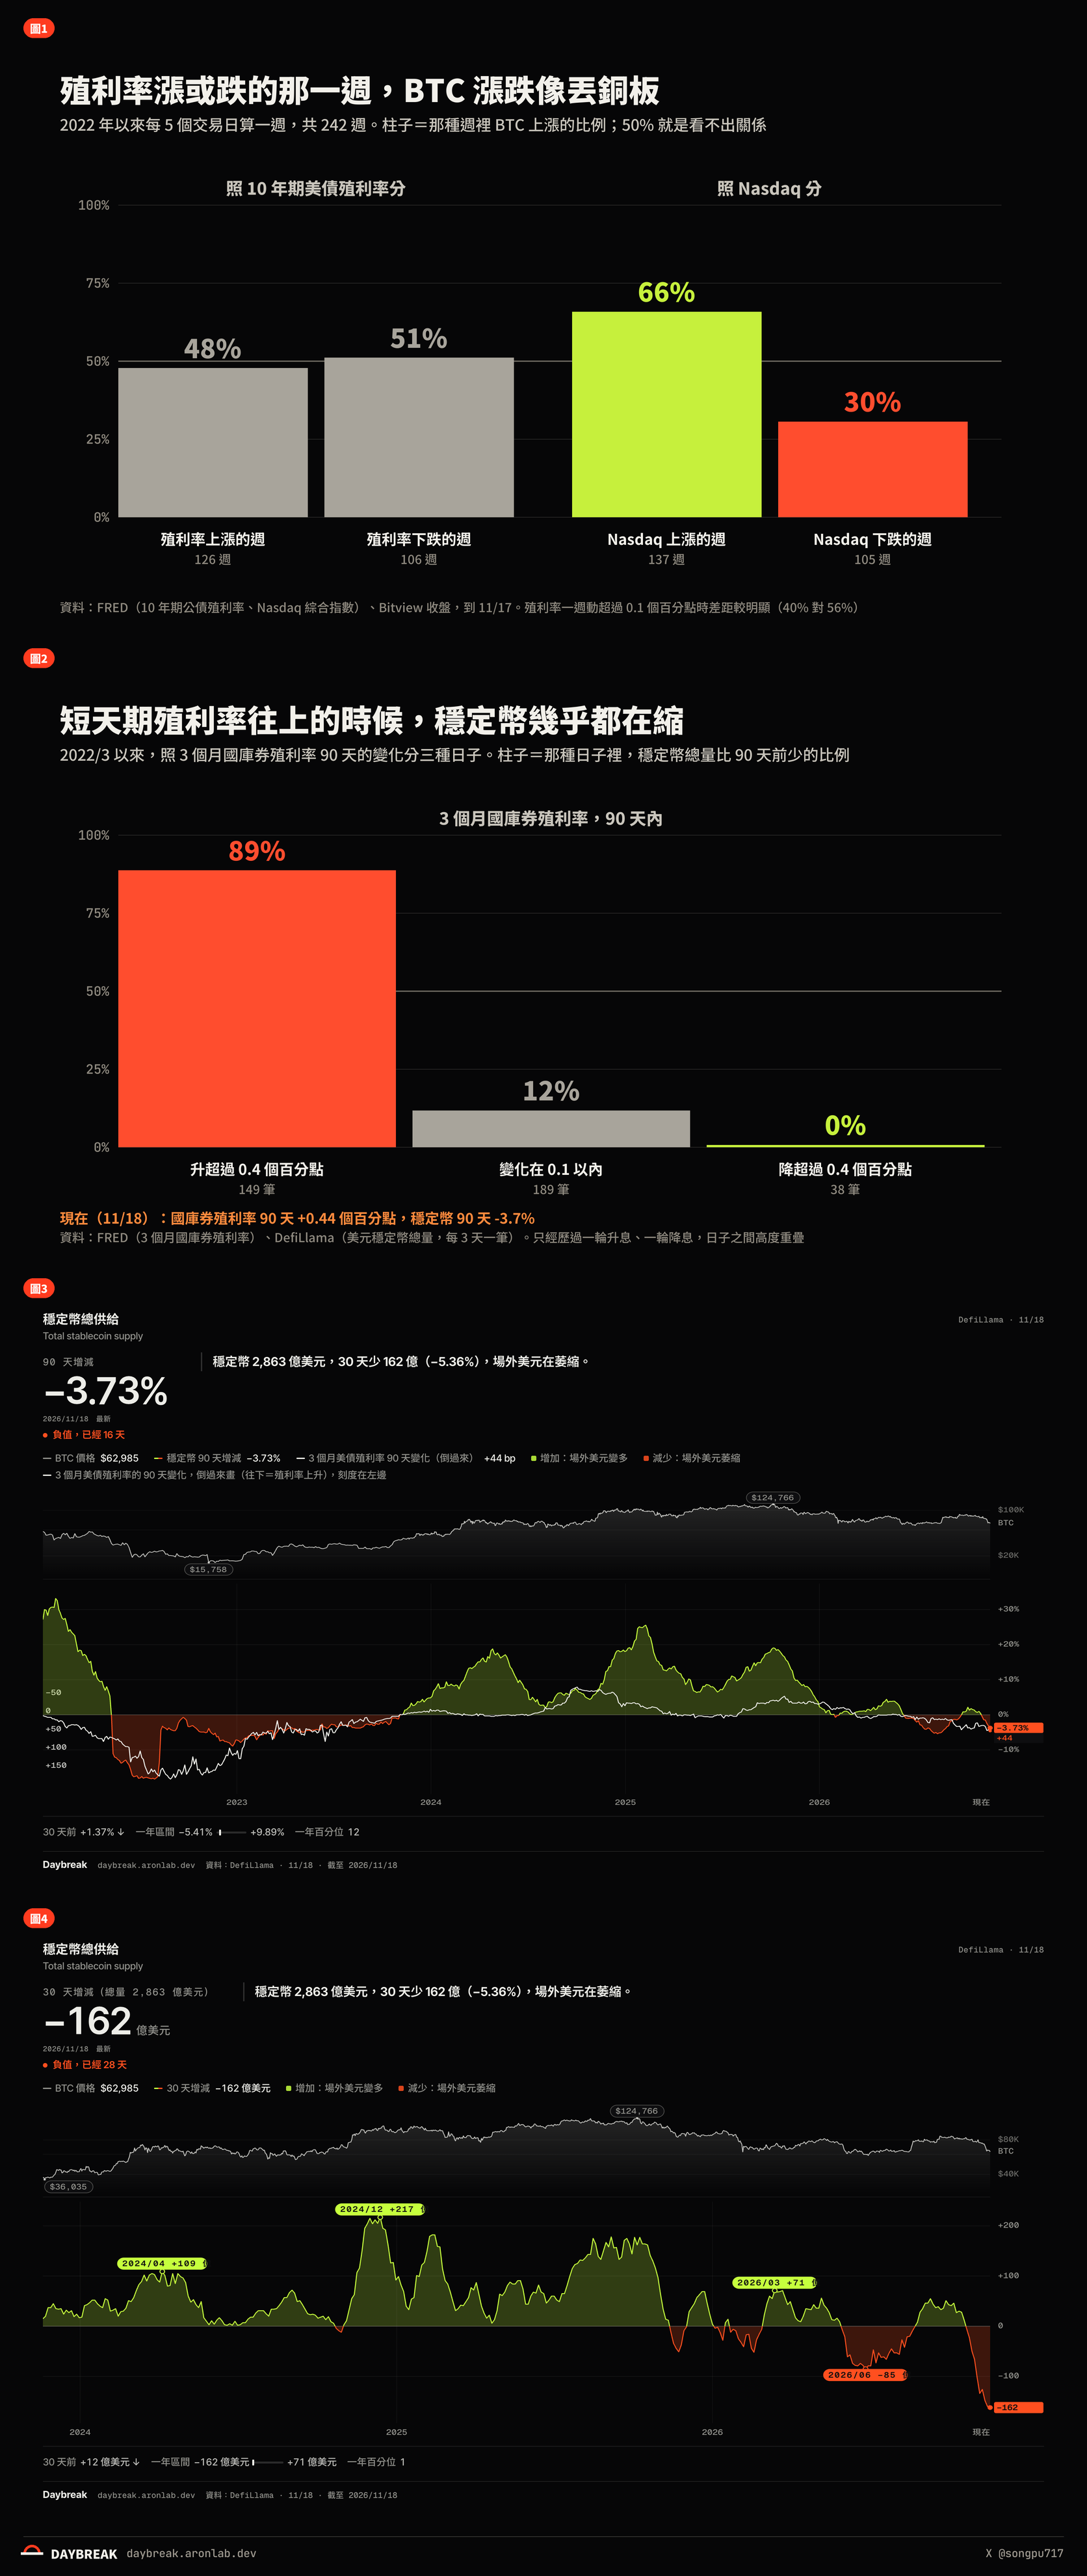 圖1
殖利率漲或跌的那一週，BTC 漲跌像丟銅板
2022 年以來每 5 個交易日算一週，共 242 週。柱子＝那種週裡 BTC 上漲的比例；50% 就是看不出關係
照 10 年期美債殖利率分
照 Nasdaq 分
100%
75%
50%
25%
0%
48%
51%
66%
30%
殖利率上漲的週
殖利率下跌的週
Nasdaq 上漲的週
Nasdaq 下跌的週
126 週
106 週
137 週
105 週
資料：FRED（10 年期公債殖利率、Nasdaq 綜合指數）、Bitview 收盤，到 11/17。殖利率一週動超過 0.1 個百分點時差距較明顯（40% 對 56%）
圖2
短天期殖利率往上的時候，穩定幣幾乎都在縮
2022/3 以來，照 3 個月國庫券殖利率 90 天的變化分三種日子。柱子＝那種日子裡，穩定幣總量比 90 天前少的比例
3 個月國庫券殖利率，90 天內
100%
75%
50%
25%
0%
89%
12%
0%
升超過 0.4 個百分點
變化在 0.1 以內
降超過 0.4 個百分點
149 筆
189 筆
38 筆
現在（11/18）：國庫券殖利率 90 天 +0.44 個百分點，穩定幣 90 天 -3.7%
資料：FRED（3 個月國庫券殖利率）、DefiLlama（美元穩定幣總量，每 3 天一筆）。只經歷過一輪升息、一輪降息，日子之間高度重疊
圖3
穩定幣總供給
DefiLlama · 11/18
Total stablecoin supply
90 天增減
穩定幣 2,863 億美元，30 天少 162 億（−5.36%），場外美元在萎縮。
−3.73%
2026/11/18 最新
負值，已經 16 天
BTC 價格 $62,985 穩定幣 90 天增減 −3.73% 3 個月美債殖利率 90 天變化（倒過來） +44 bp 增加：場外美元變多 減少：場外美元萎縮
3 個月美債殖利率的 90 天變化，倒過來畫（往下＝殖利率上升），刻度在左邊
$124,766
$100K
BTC
$20K
$15,758
+30%
+20%
+10%
0%
−3.73%
+44
−10%
−50
0
+50
+100
+150
2023
2024
2025
2026
現在
30 天前 +1.37% ↓ 一年區間 −5.41% +9.89% 一年百分位 12
Daybreak daybreak.aronlab.dev 資料：DefiLlama · 11/18 · 截至 2026/11/18
圖4
穩定幣總供給
DefiLlama · 11/18
Total stablecoin supply
30 天增減（總量 2,863 億美元）
穩定幣 2,863 億美元，30 天少 162 億（−5.36%），場外美元在萎縮。
−162 億美元
2026/11/18 最新
負值，已經 28 天
BTC 價格 $62,985 30 天增減 −162 億美元 增加：場外美元變多 減少：場外美元萎縮
$124,766
$80K
BTC
$40K
$36,035
2024/12 +217
2024/04 +109
2026/03 +71
2026/06 −85
+200
+100
0
−100
−162
2024
2025
2026
現在
30 天前 +12 億美元 ↓ 一年區間 −162 億美元 +71 億美元 一年百分位 1
Daybreak daybreak.aronlab.dev 資料：DefiLlama · 11/18 · 截至 2026/11/18
DAYBREAK daybreak.aronlab.dev
X @songpu717